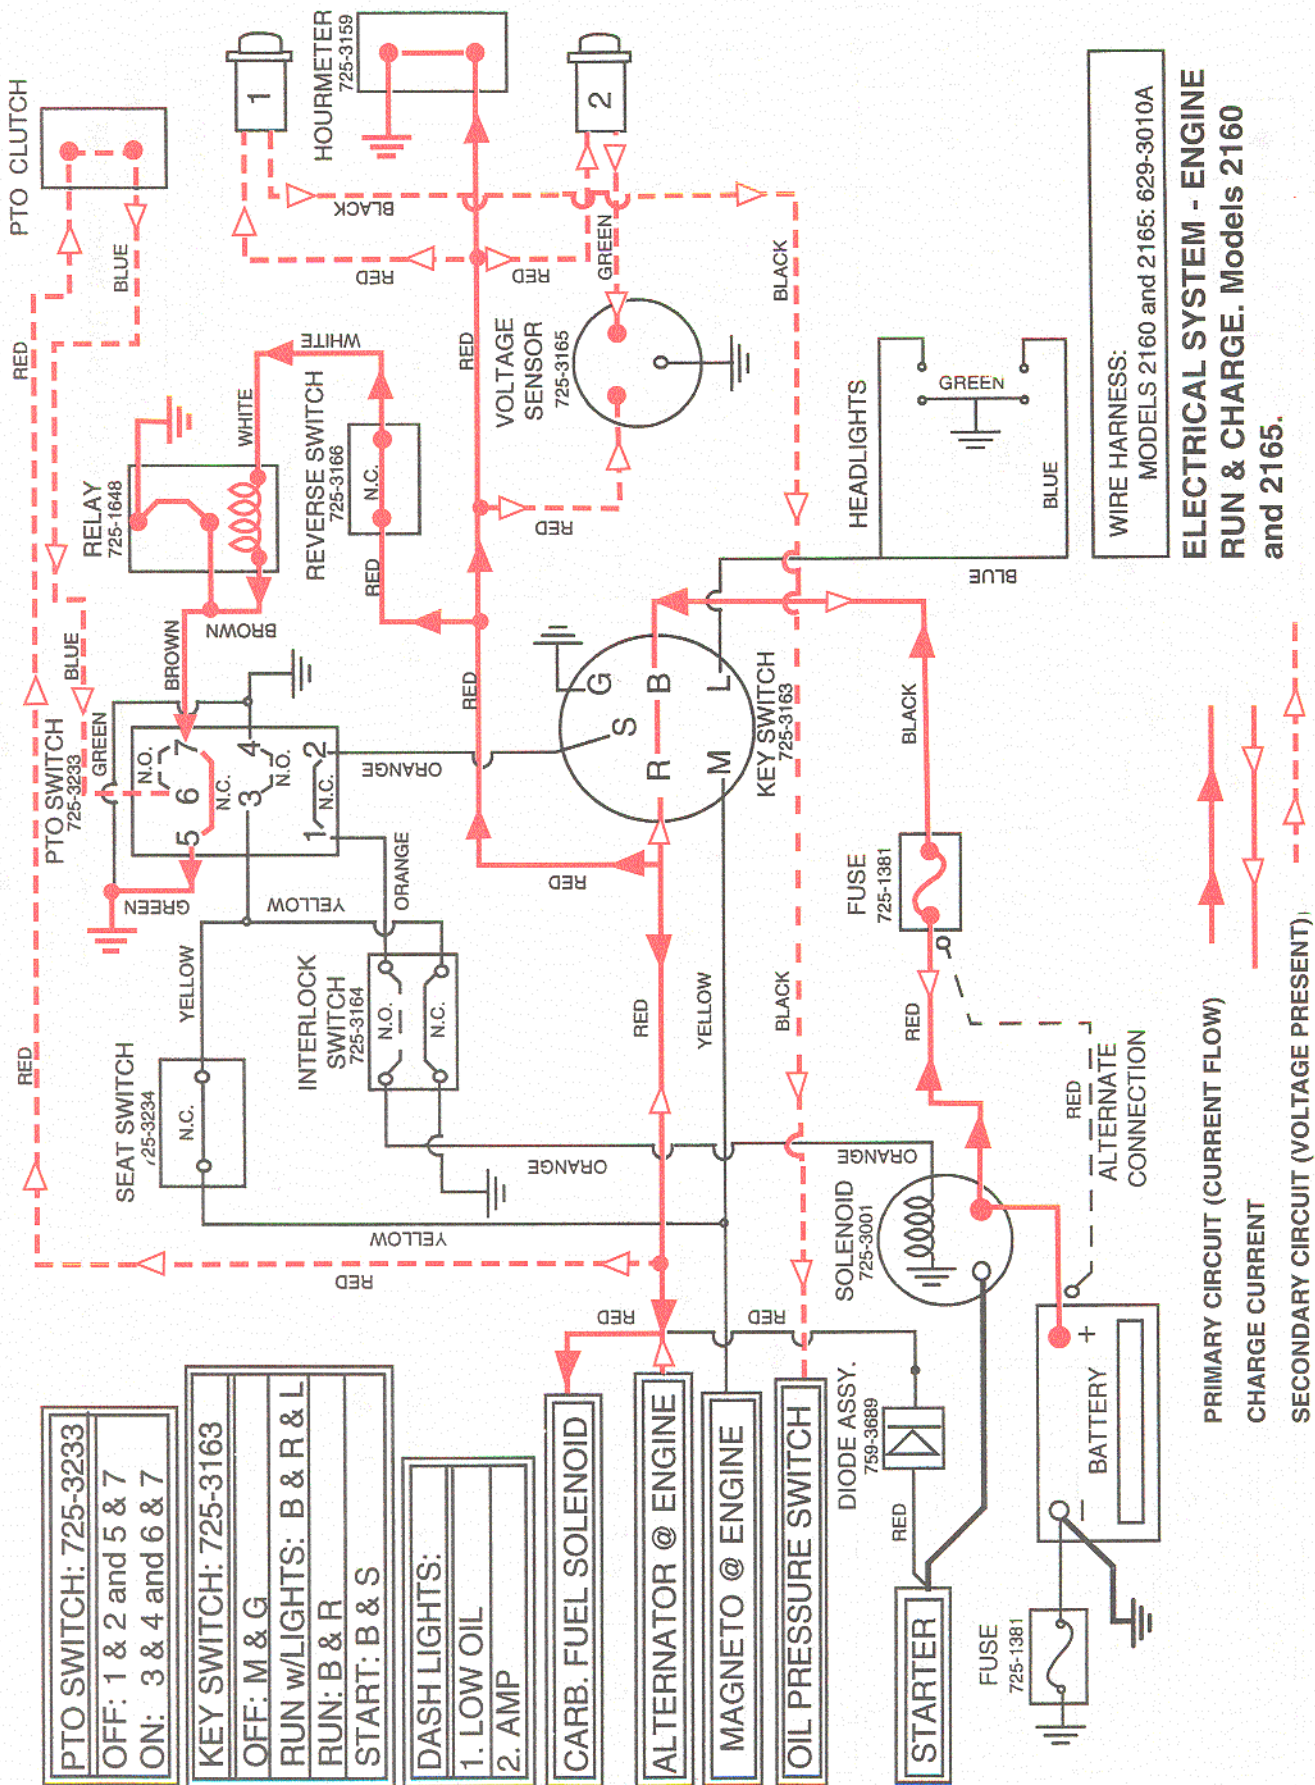 PTO SWITCH: 725-3233
OFF: 1 & 2 and 5 & 7
ON: 3 & 4 and 6 & 7
KEY SWITCH: 725-3163
OFF: M & G
RUN w/LIGHTS: B & R & L
RUN: B & R
START: B & S
DASH LIGHTS:
1. LOW OIL
2. AMP
CARB. FUEL SOLENOID
ALTERNATOR @ ENGINE
MAGNETO @ ENGINE
OIL PRESSURE SWITCH
STARTER
FUSE
725-1381
DIODE ASSY.
759-3689
RED
RED
RED
BATTERY
+
−
SOLENOID
725-3001
ORANGE
ORANGE
RED
ALTERNATE
CONNECTION
RED
FUSE
725-1381
BLACK
SEAT SWITCH
725-3234
N.C.
YELLOW
YELLOW
YELLOW
YELLOW
RED
RED
RED
RED
INTERLOCK
SWITCH
725-3164
N.O.
N.C.
ORANGE
ORANGE
PTO SWITCH
725-3233
GREEN
GREEN
5
6
7
N.O.
N.C.
3
4
N.O.
1
2
N.C.
BLUE
BROWN
BROWN
RELAY
725-1648
WHITE
WHITE
REVERSE SWITCH
725-3166
N.C.
RED
RED
RED
RED
KEY SWITCH
725-3163
G
S
B
R
L
M
BLACK
BLACK
BLACK
BLUE
BLUE
HEADLIGHTS
GREEN
VOLTAGE
SENSOR
725-3165
RED
RED
RED
GREEN
PTO CLUTCH
BLUE
1
2
HOURMETER
725-3159
WIRE HARNESS:
MODELS 2160 and 2165: 629-3010A
ELECTRICAL SYSTEM - ENGINE
RUN & CHARGE. Models 2160
and 2165.
PRIMARY CIRCUIT (CURRENT FLOW)
CHARGE CURRENT
SECONDARY CIRCUIT (VOLTAGE PRESENT)